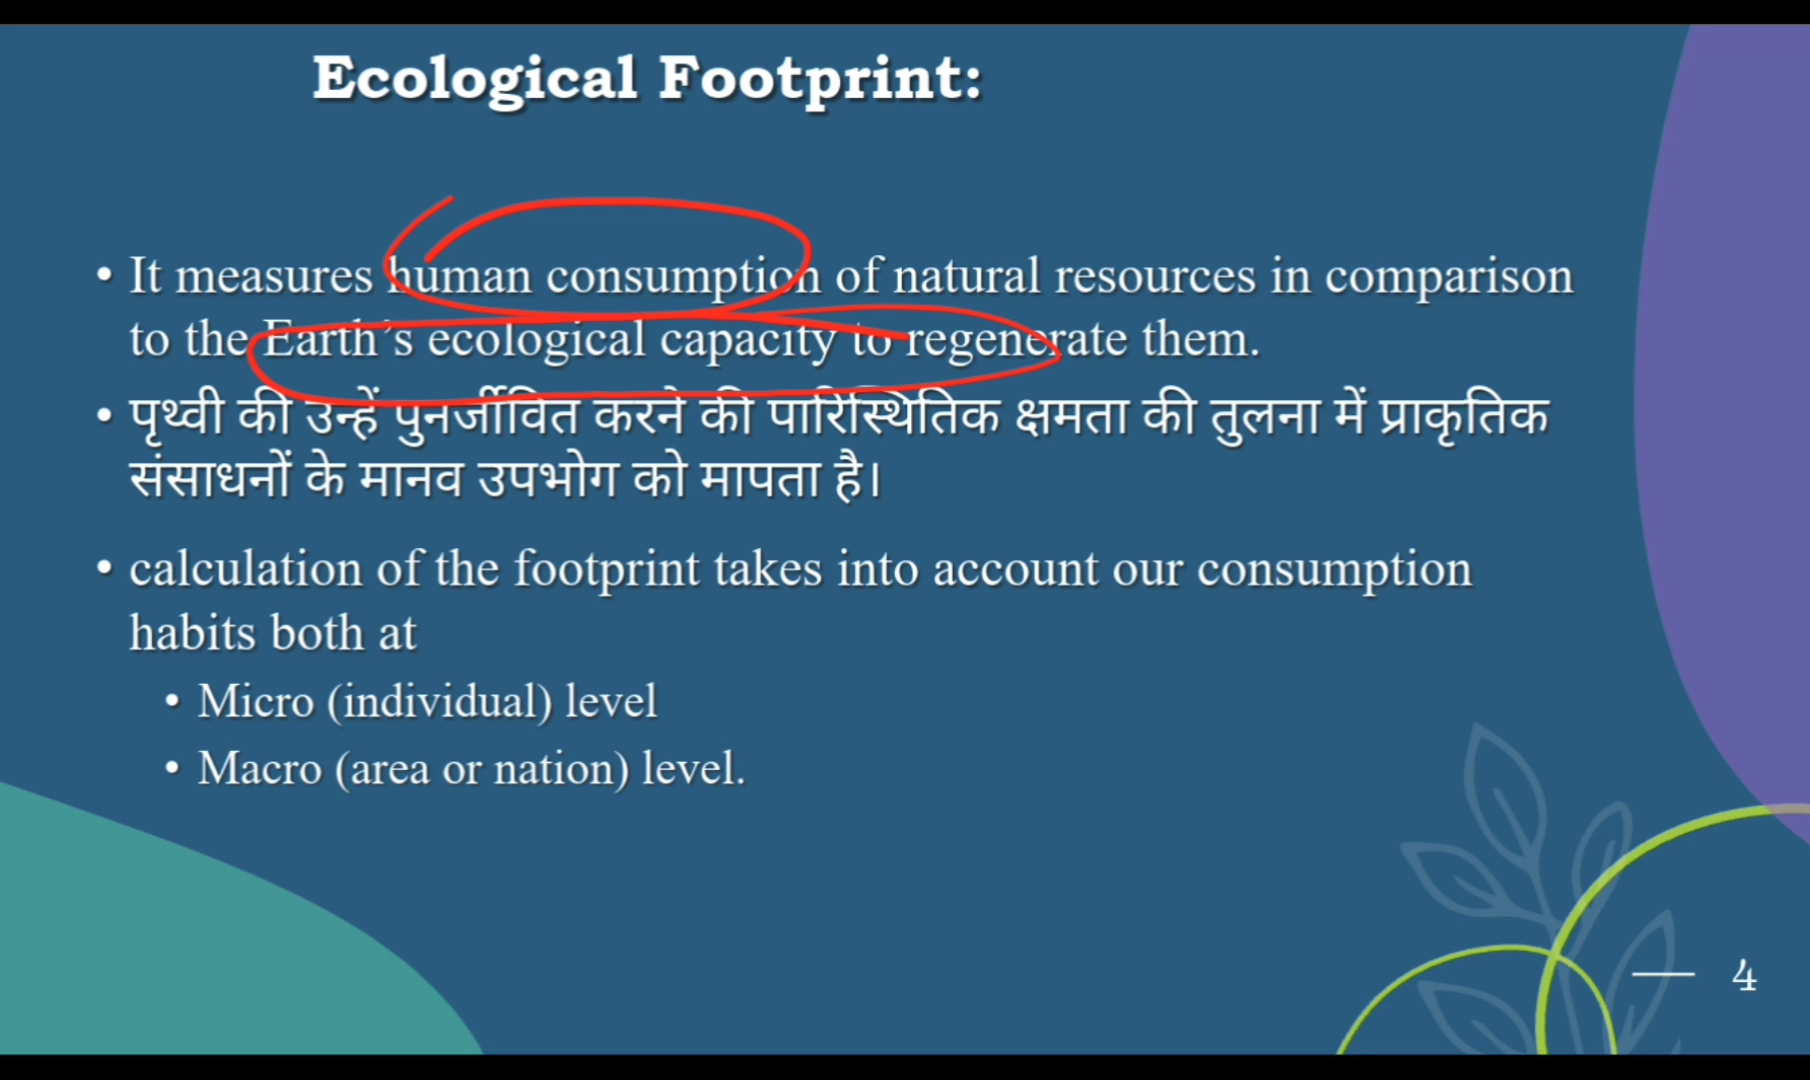 Ecological Footprint:
• It measures human consumption of natural resources in comparison
to the Earth’s ecological capacity to regenerate them.
• पृथ्वी की उन्हें पुनर्जीवित करने की पारिस्थितिक क्षमता की तुलना में प्राकृतिक
संसाधनों के मानव उपभोग को मापता है।
• calculation of the footprint takes into account our consumption
habits both at
• Micro (individual) level
• Macro (area or nation) level.
4